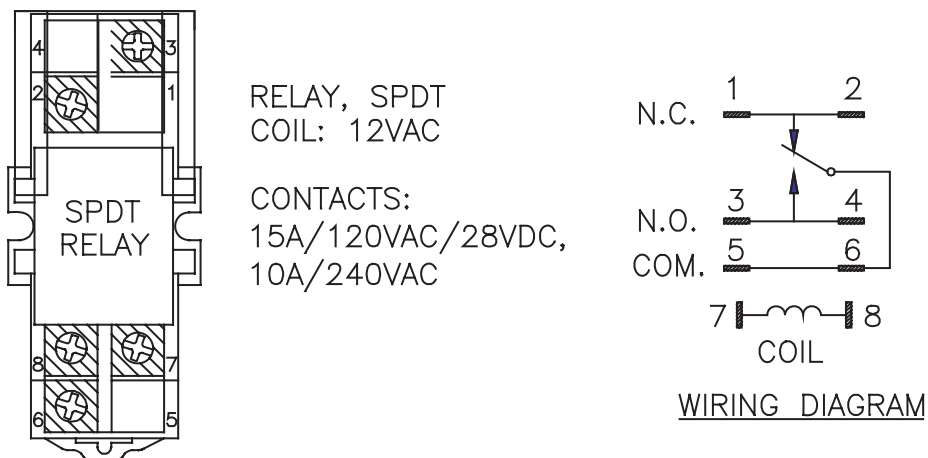 4 3
2 1
SPDT
RELAY
8 7
6 5
RELAY, SPDT
COIL: 12VAC
CONTACTS:
15A/120VAC/28VDC,
10A/240VAC
N.C. 1 2
N.O. 3 4
COM. 5 6
7 8
COIL
WIRING DIAGRAM